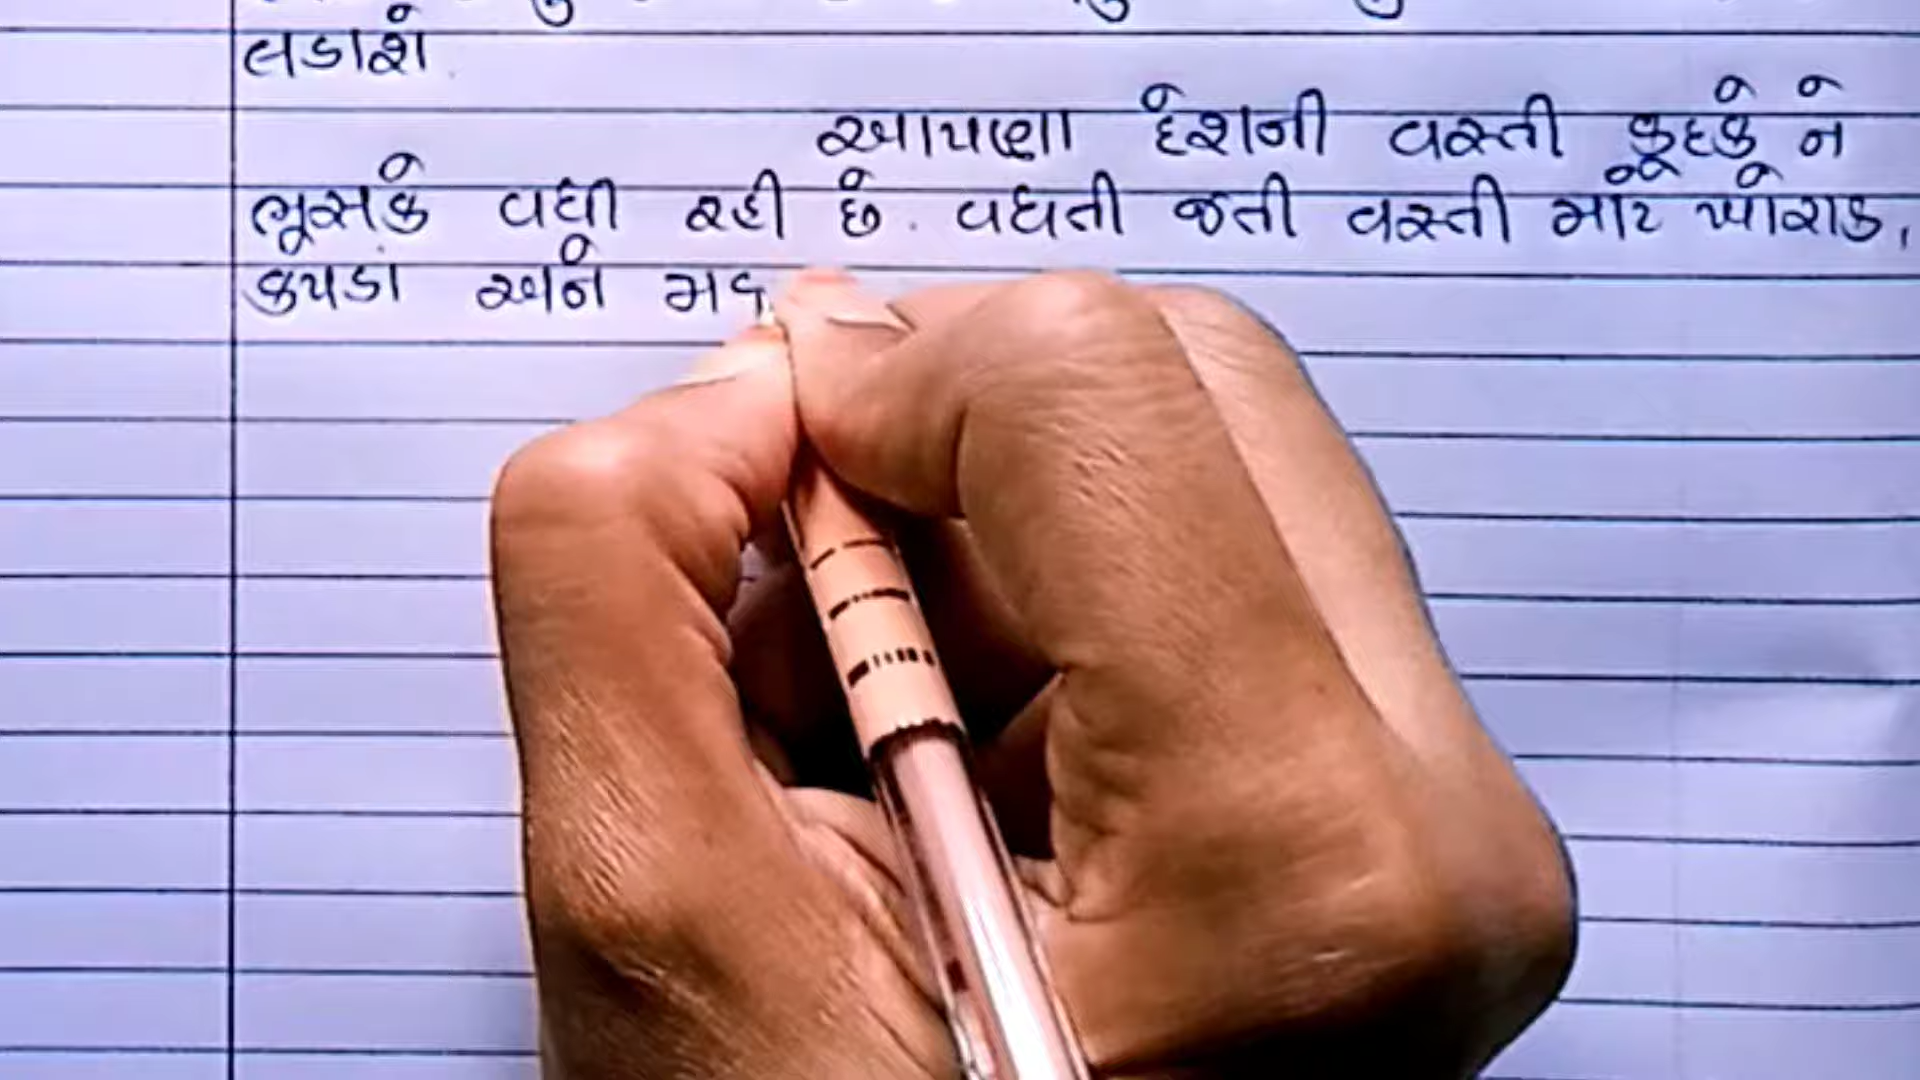 લડાશે.
આપણા દેશની વસ્તી કૂદકે ને
ભૂસકે વધી રહી છે. વધતી જતી વસ્તી માટે ખોરાક,
કપડાં અને